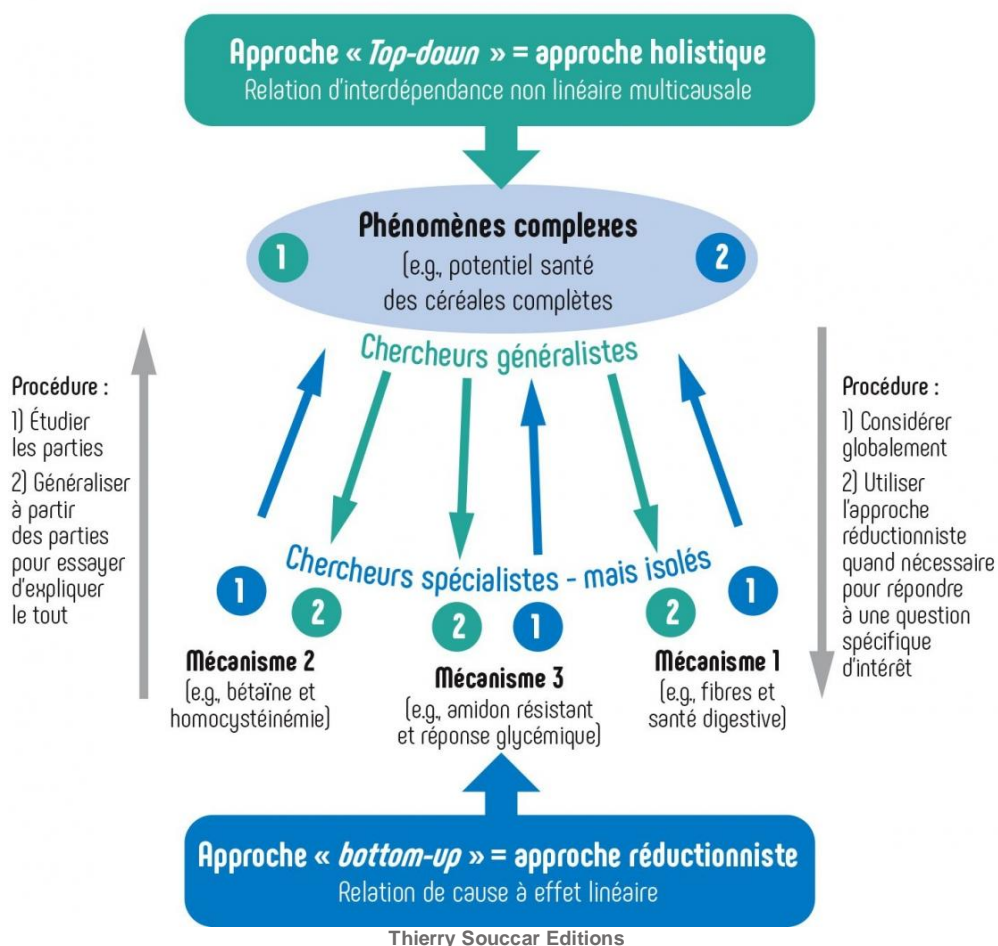 Approche « Top-down » = approche holistique
Relation d'interdépendance non linéaire multicausale
Phénomènes complexes
1
2
(e.g., potentiel santé
des céréales complètes
Chercheurs généralistes
Procédure :
1) Étudier
les parties
2) Généraliser
à partir
des parties
pour essayer
d'expliquer
le tout
Procédure :
1) Considérer
globalement
2) Utiliser
l'approche
réductionniste
quand nécessaire
pour répondre
à une question
spécifique
d'intérêt
Chercheurs spécialistes - mais isolés
1
2
2
1
2
1
Mécanisme 2
(e.g., bétaïne et
homocystéinémie)
Mécanisme 3
(e.g., amidon résistant
et réponse glycémique)
Mécanisme 1
(e.g., fibres et
santé digestive)
Approche « bottom-up » = approche réductionniste
Relation de cause à effet linéaire
Thierry Souccar Editions